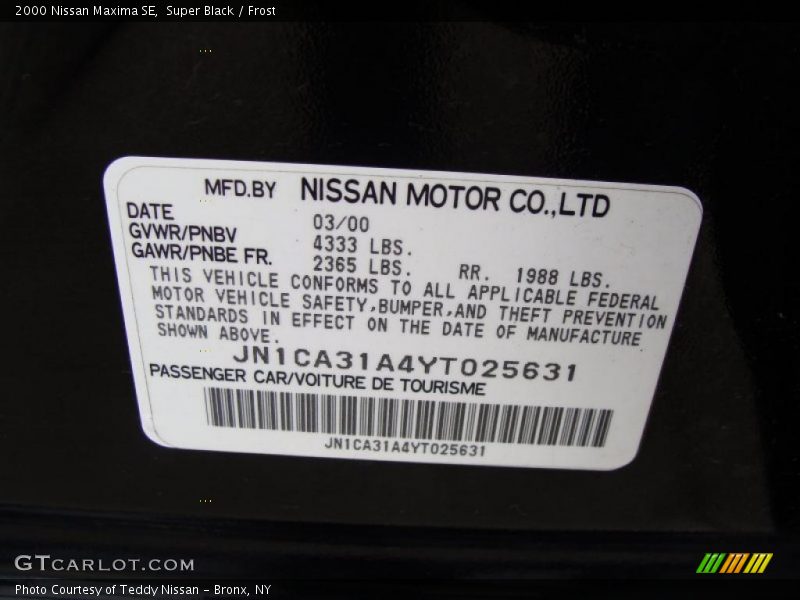 2000 Nissan Maxima SE,  Super Black / Frost
MFD.BY NISSAN MOTOR CO.,LTD
DATE 03/00
GVWR/PNBV 4333 LBS.
GAWR/PNBE FR. 2365 LBS. RR. 1988 LBS.
THIS VEHICLE CONFORMS TO ALL APPLICABLE FEDERAL
MOTOR VEHICLE SAFETY,BUMPER,AND THEFT PREVENTION
STANDARDS IN EFFECT ON THE DATE OF MANUFACTURE
SHOWN ABOVE.
JN1CA31A4YT025631
PASSENGER CAR/VOITURE DE TOURISME
JN1CA31A4YT025631
GTCARLOT.COM
Photo Courtesy of Teddy Nissan - Bronx, NY